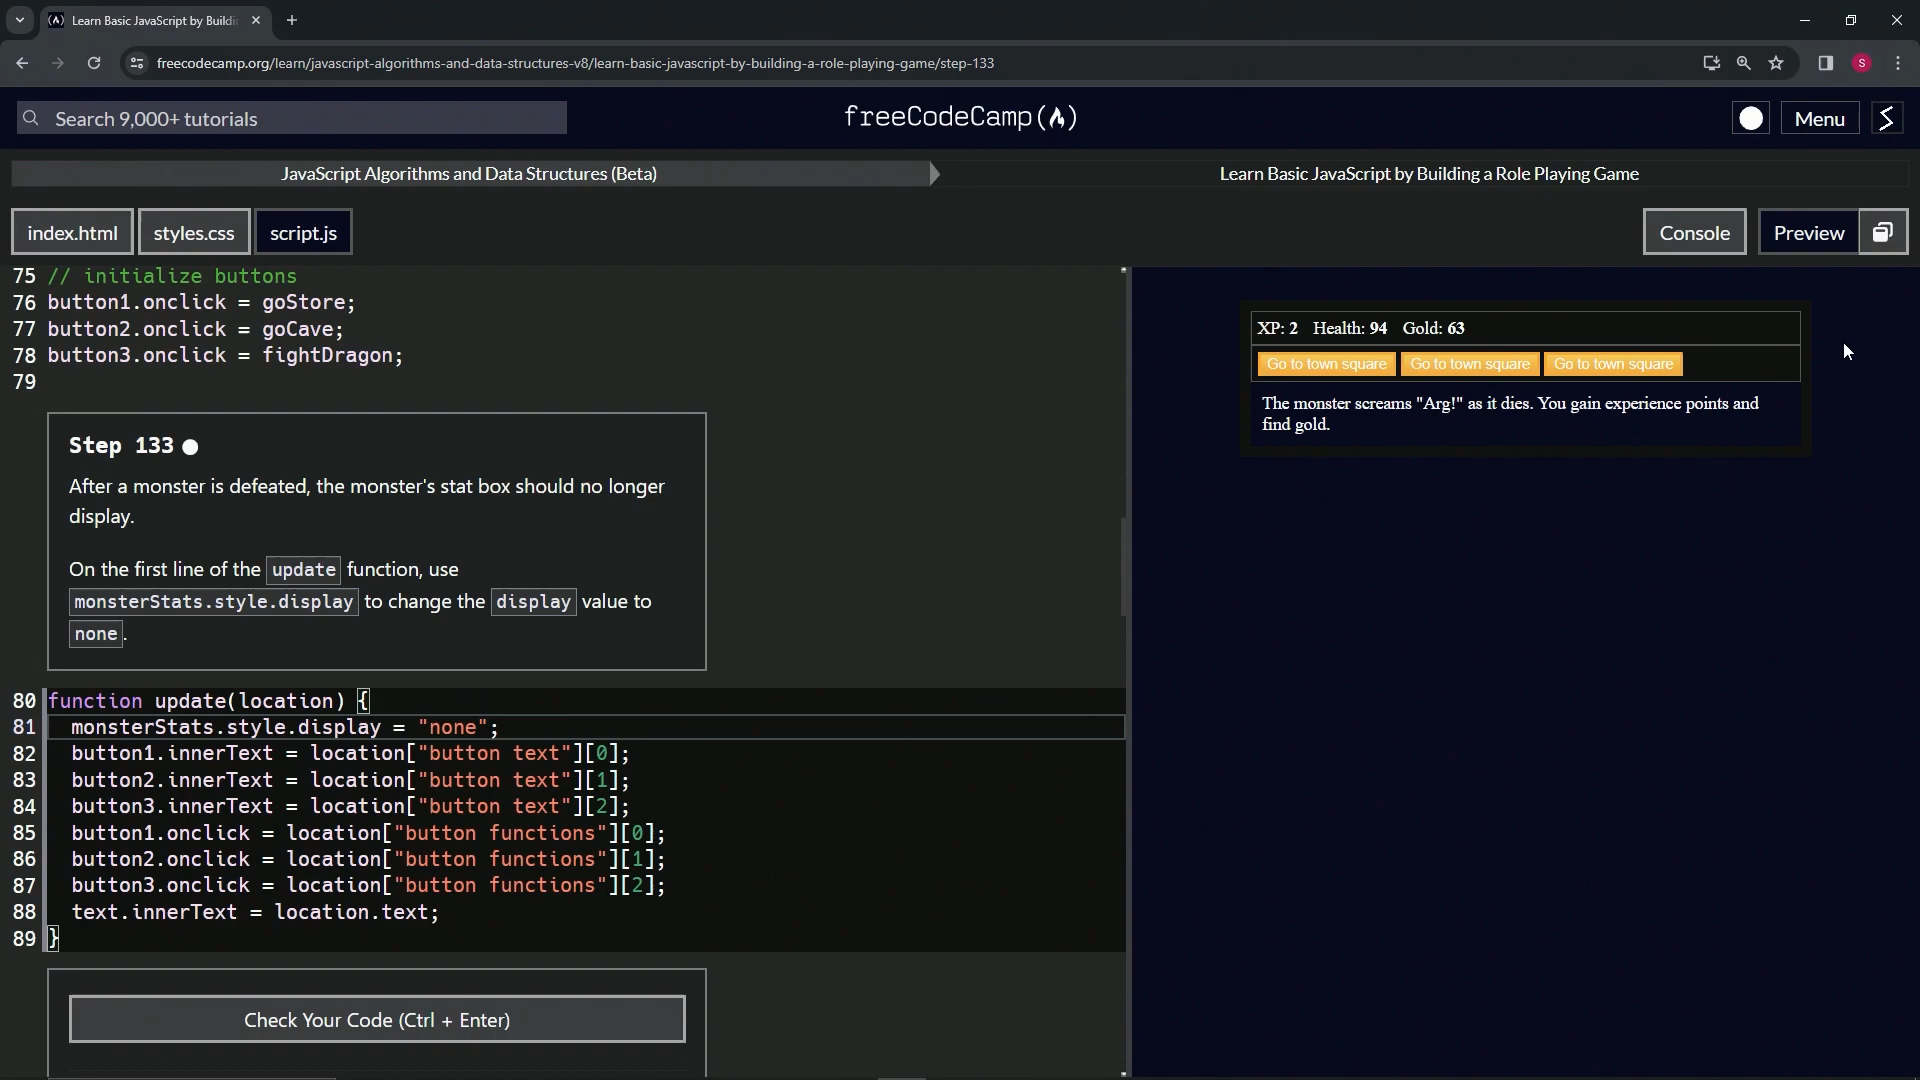 Learn Basic JavaScript by Buildi
freecodecamp.org/learn/javascript-algorithms-and-data-structures-v8/learn-basic-javascript-by-building-a-role-playing-game/step-133
S
Search 9,000+ tutorials
freeCodeCamp
Menu
JavaScript Algorithms and Data Structures (Beta)
Learn Basic JavaScript by Building a Role Playing Game
index.html
styles.css
script.js
Console
Preview
75 // initialize buttons
76 button1.onclick = goStore;
77 button2.onclick = goCave;
78 button3.onclick = fightDragon;
79
Step 133
After a monster is defeated, the monster's stat box should no longer
display.
On the first line of the update function, use
monsterStats.style.display to change the display value to
none.
80 function update(location) {
81 monsterStats.style.display = "none";
82 button1.innerText = location["button text"][0];
83 button2.innerText = location["button text"][1];
84 button3.innerText = location["button text"][2];
85 button1.onclick = location["button functions"][0];
86 button2.onclick = location["button functions"][1];
87 button3.onclick = location["button functions"][2];
88 text.innerText = location.text;
89 }
Check Your Code (Ctrl + Enter)
XP: 2 Health: 94 Gold: 63
Go to town square Go to town square Go to town square
The monster screams "Arg!" as it dies. You gain experience points and
find gold.